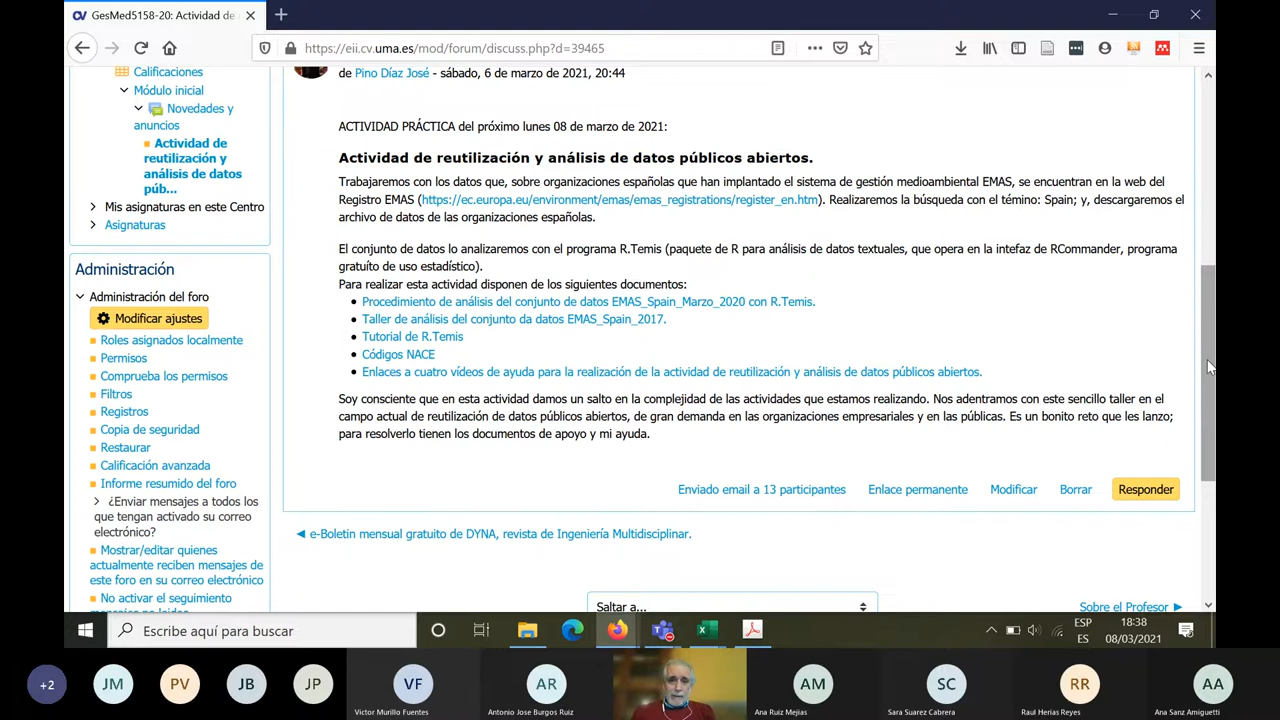 GesMed5158-20: Actividad de
https://eii.cv.uma.es/mod/forum/discuss.php?d=39465
Calificaciones
Módulo inicial
Novedades y
anuncios
Actividad de
reutilización y
análisis de datos
púb...
Mis asignaturas en este Centro
Asignaturas
Administración
Administración del foro
Modificar ajustes
Roles asignados localmente
Permisos
Comprueba los permisos
Filtros
Registros
Copia de seguridad
Restaurar
Calificación avanzada
Informe resumido del foro
¿Enviar mensajes a todos los
que tengan activado su correo
electrónico?
Mostrar/editar quienes
actualmente reciben mensajes de
este foro en su correo electrónico
No activar el seguimiento
de Pino Díaz José - sábado, 6 de marzo de 2021, 20:44
ACTIVIDAD PRÁCTICA del próximo lunes 08 de marzo de 2021:
Actividad de reutilización y análisis de datos públicos abiertos.
Trabajaremos con los datos que, sobre organizaciones españolas que han implantado el sistema de gestión medioambiental EMAS, se encuentran en la web del
Registro EMAS (https://ec.europa.eu/environment/emas/emas_registrations/register_en.htm). Realizaremos la búsqueda con el témino: Spain; y, descargaremos el
archivo de datos de las organizaciones españolas.
El conjunto de datos lo analizaremos con el programa R.Temis (paquete de R para análisis de datos textuales, que opera en la intefaz de RCommander, programa
gratuíto de uso estadístico).
Para realizar esta actividad disponen de los siguientes documentos:
Procedimiento de análisis del conjunto de datos EMAS_Spain_Marzo_2020 con R.Temis.
Taller de análisis del conjunto da datos EMAS_Spain_2017.
Tutorial de R.Temis
Códigos NACE
Enlaces a cuatro vídeos de ayuda para la realización de la actividad de reutilización y análisis de datos públicos abiertos.
Soy consciente que en esta actividad damos un salto en la complejidad de las actividades que estamos realizando. Nos adentramos con este sencillo taller en el
campo actual de reutilización de datos públicos abiertos, de gran demanda en las organizaciones empresariales y en las públicas. Es un bonito reto que les lanzo;
para resolverlo tienen los documentos de apoyo y mi ayuda.
Enviado email a 13 participantes Enlace permanente Modificar Borrar Responder
◄ e-Boletin mensual gratuito de DYNA, revista de Ingeniería Multidisciplinar.
Saltar a...
Sobre el Profesor ►
Escribe aquí para buscar
ESP
ES
18:38
08/03/2021
+2 JM PV JB JP VF AR AM SC RR AA
Victor Murillo Fuentes Antonio Jose Burgos Ruiz Ana Ruiz Mejias Sara Suarez Cabrera Raul Herias Reyes Ana Sanz Amiguetti